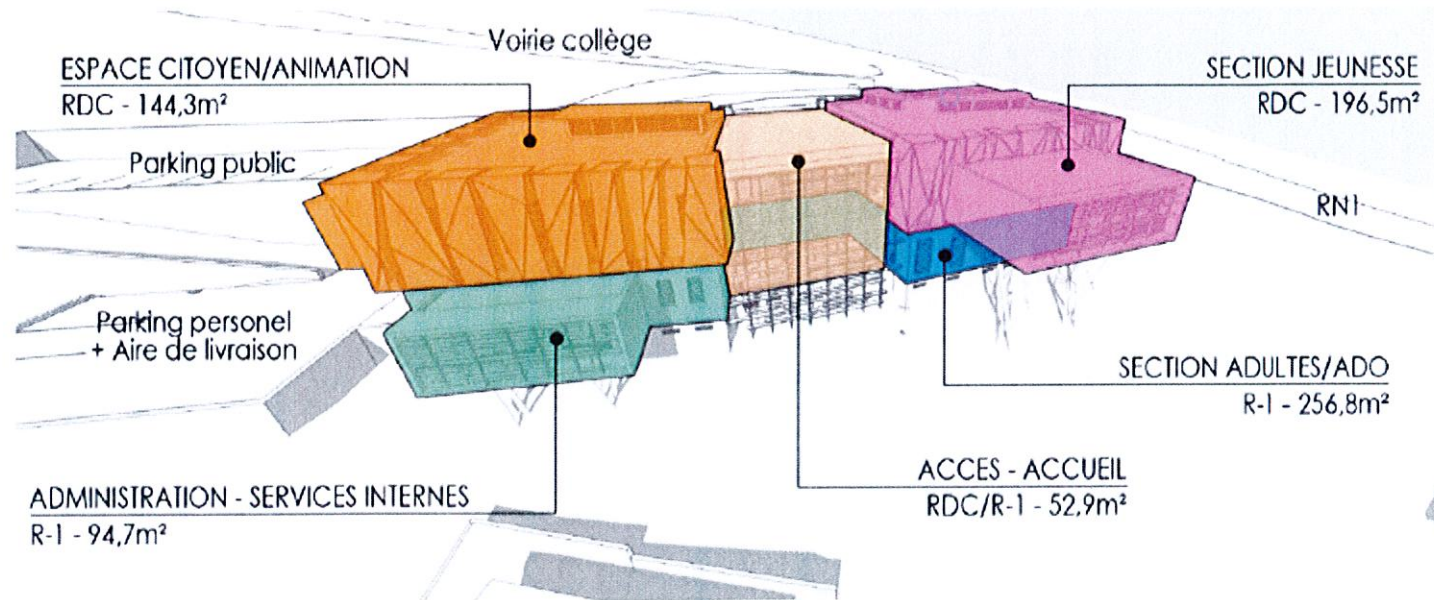 Voirie collège
ESPACE CITOYEN/ANIMATION
RDC - 144,3m²
SECTION JEUNESSE
RDC - 196,5m²
Parking public
RN1
Parking personel
+ Aire de livraison
SECTION ADULTES/ADO
R-1 - 256,8m²
ACCES - ACCUEIL
RDC/R-1 - 52,9m²
ADMINISTRATION - SERVICES INTERNES
R-1 - 94,7m²